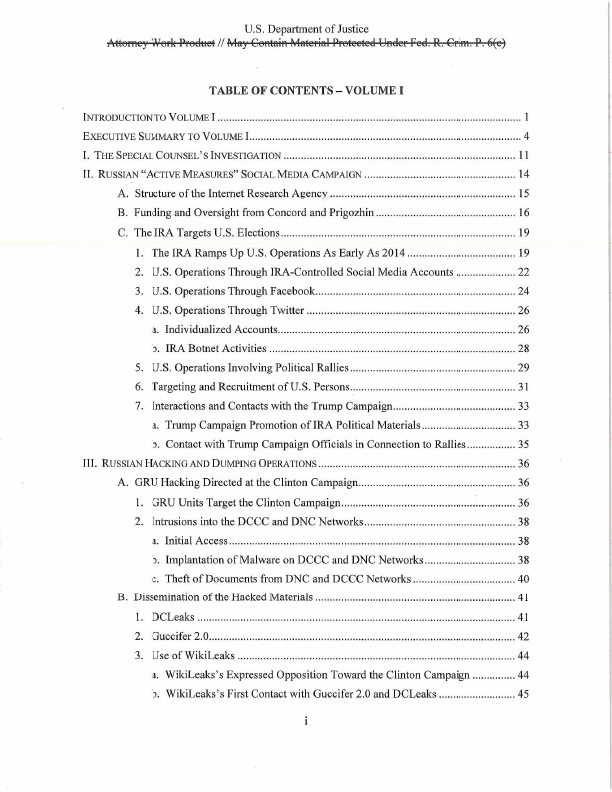 U.S. Department of Justice
Attorney Work Product // May Contain Material Protected Under Fed. R. Crim. P. 6(e)
TABLE OF CONTENTS – VOLUME I
INTRODUCTION TO VOLUME I ........ 1
EXECUTIVE SUMMARY TO VOLUME I ........ 4
I. THE SPECIAL COUNSEL'S INVESTIGATION ........ 11
II. RUSSIAN "ACTIVE MEASURES" SOCIAL MEDIA CAMPAIGN ........ 14
A. Structure of the Internet Research Agency ........ 15
B. Funding and Oversight from Concord and Prigozhin ........ 16
C. The IRA Targets U.S. Elections ........ 19
1. The IRA Ramps Up U.S. Operations As Early As 2014 ........ 19
2. U.S. Operations Through IRA-Controlled Social Media Accounts ........ 22
3. U.S. Operations Through Facebook ........ 24
4. U.S. Operations Through Twitter ........ 26
a. Individualized Accounts ........ 26
b. IRA Botnet Activities ........ 28
5. U.S. Operations Involving Political Rallies ........ 29
6. Targeting and Recruitment of U.S. Persons ........ 31
7. Interactions and Contacts with the Trump Campaign ........ 33
a. Trump Campaign Promotion of IRA Political Materials ........ 33
b. Contact with Trump Campaign Officials in Connection to Rallies ........ 35
III. RUSSIAN HACKING AND DUMPING OPERATIONS ........ 36
A. GRU Hacking Directed at the Clinton Campaign ........ 36
1. GRU Units Target the Clinton Campaign ........ 36
2. Intrusions into the DCCC and DNC Networks ........ 38
a. Initial Access ........ 38
b. Implantation of Malware on DCCC and DNC Networks ........ 38
c. Theft of Documents from DNC and DCCC Networks ........ 40
B. Dissemination of the Hacked Materials ........ 41
1. DCLeaks ........ 41
2. Guccifer 2.0 ........ 42
3. Use of WikiLeaks ........ 44
a. WikiLeaks's Expressed Opposition Toward the Clinton Campaign ........ 44
b. WikiLeaks's First Contact with Guccifer 2.0 and DCLeaks ........ 45
i